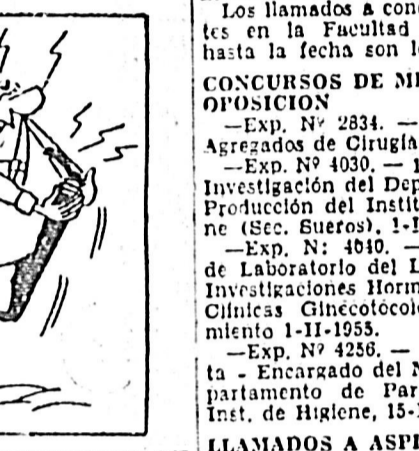 Los llamados a conc
tes en la Facultad
hasta la fecha son l
CONCURSOS DE ME
OPOSICION
—Exp. Nº 2834. —
Agregados de Cirugía
—Exp. Nº 4030. — 1
Investigación del Dep
Producción del Instit
ne (Sec. Sueros), 1-I
—Exp. N: 4040. —
de Laboratorio del L
Investigaciones Horm
Clínicas Ginecotocol
miento 1-II-1955.
—Exp. Nº 4256. —
ta - Encargado del N
partamento de Par
Inst. de Higiene, 15-
LLAMADOS A ASPI